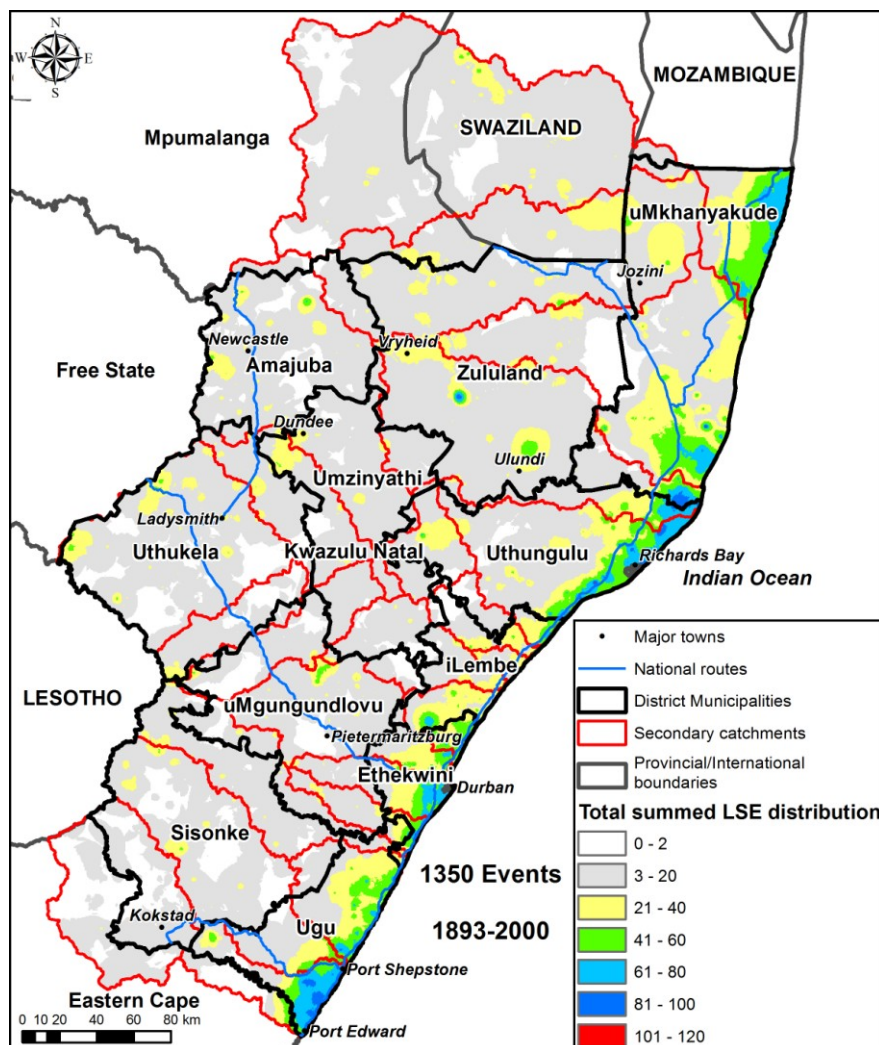 N
W E
S
MOZAMBIQUE
SWAZILAND
Mpumalanga
uMkhanyakude
Jozini
Newcastle
Vryheid
Amajuba
Free State
Zululand
Dundee
Ulundi
Umzinyathi
Ladysmith
Uthukela
Kwazulu Natal
Uthungulu
Richards Bay
Indian Ocean
iLembe
LESOTHO
uMgungundlovu
Pietermaritzburg
Ethekwini
Durban
Sisonke
1350 Events
Kokstad
Ugu
1893-2000
Port Shepstone
Eastern Cape
Port Edward
0 10 20 40 60 80 km
Major towns
National routes
District Municipalities
Secondary catchments
Provincial/International
boundaries
Total summed LSE distribution
0 - 2
3 - 20
21 - 40
41 - 60
61 - 80
81 - 100
101 - 120